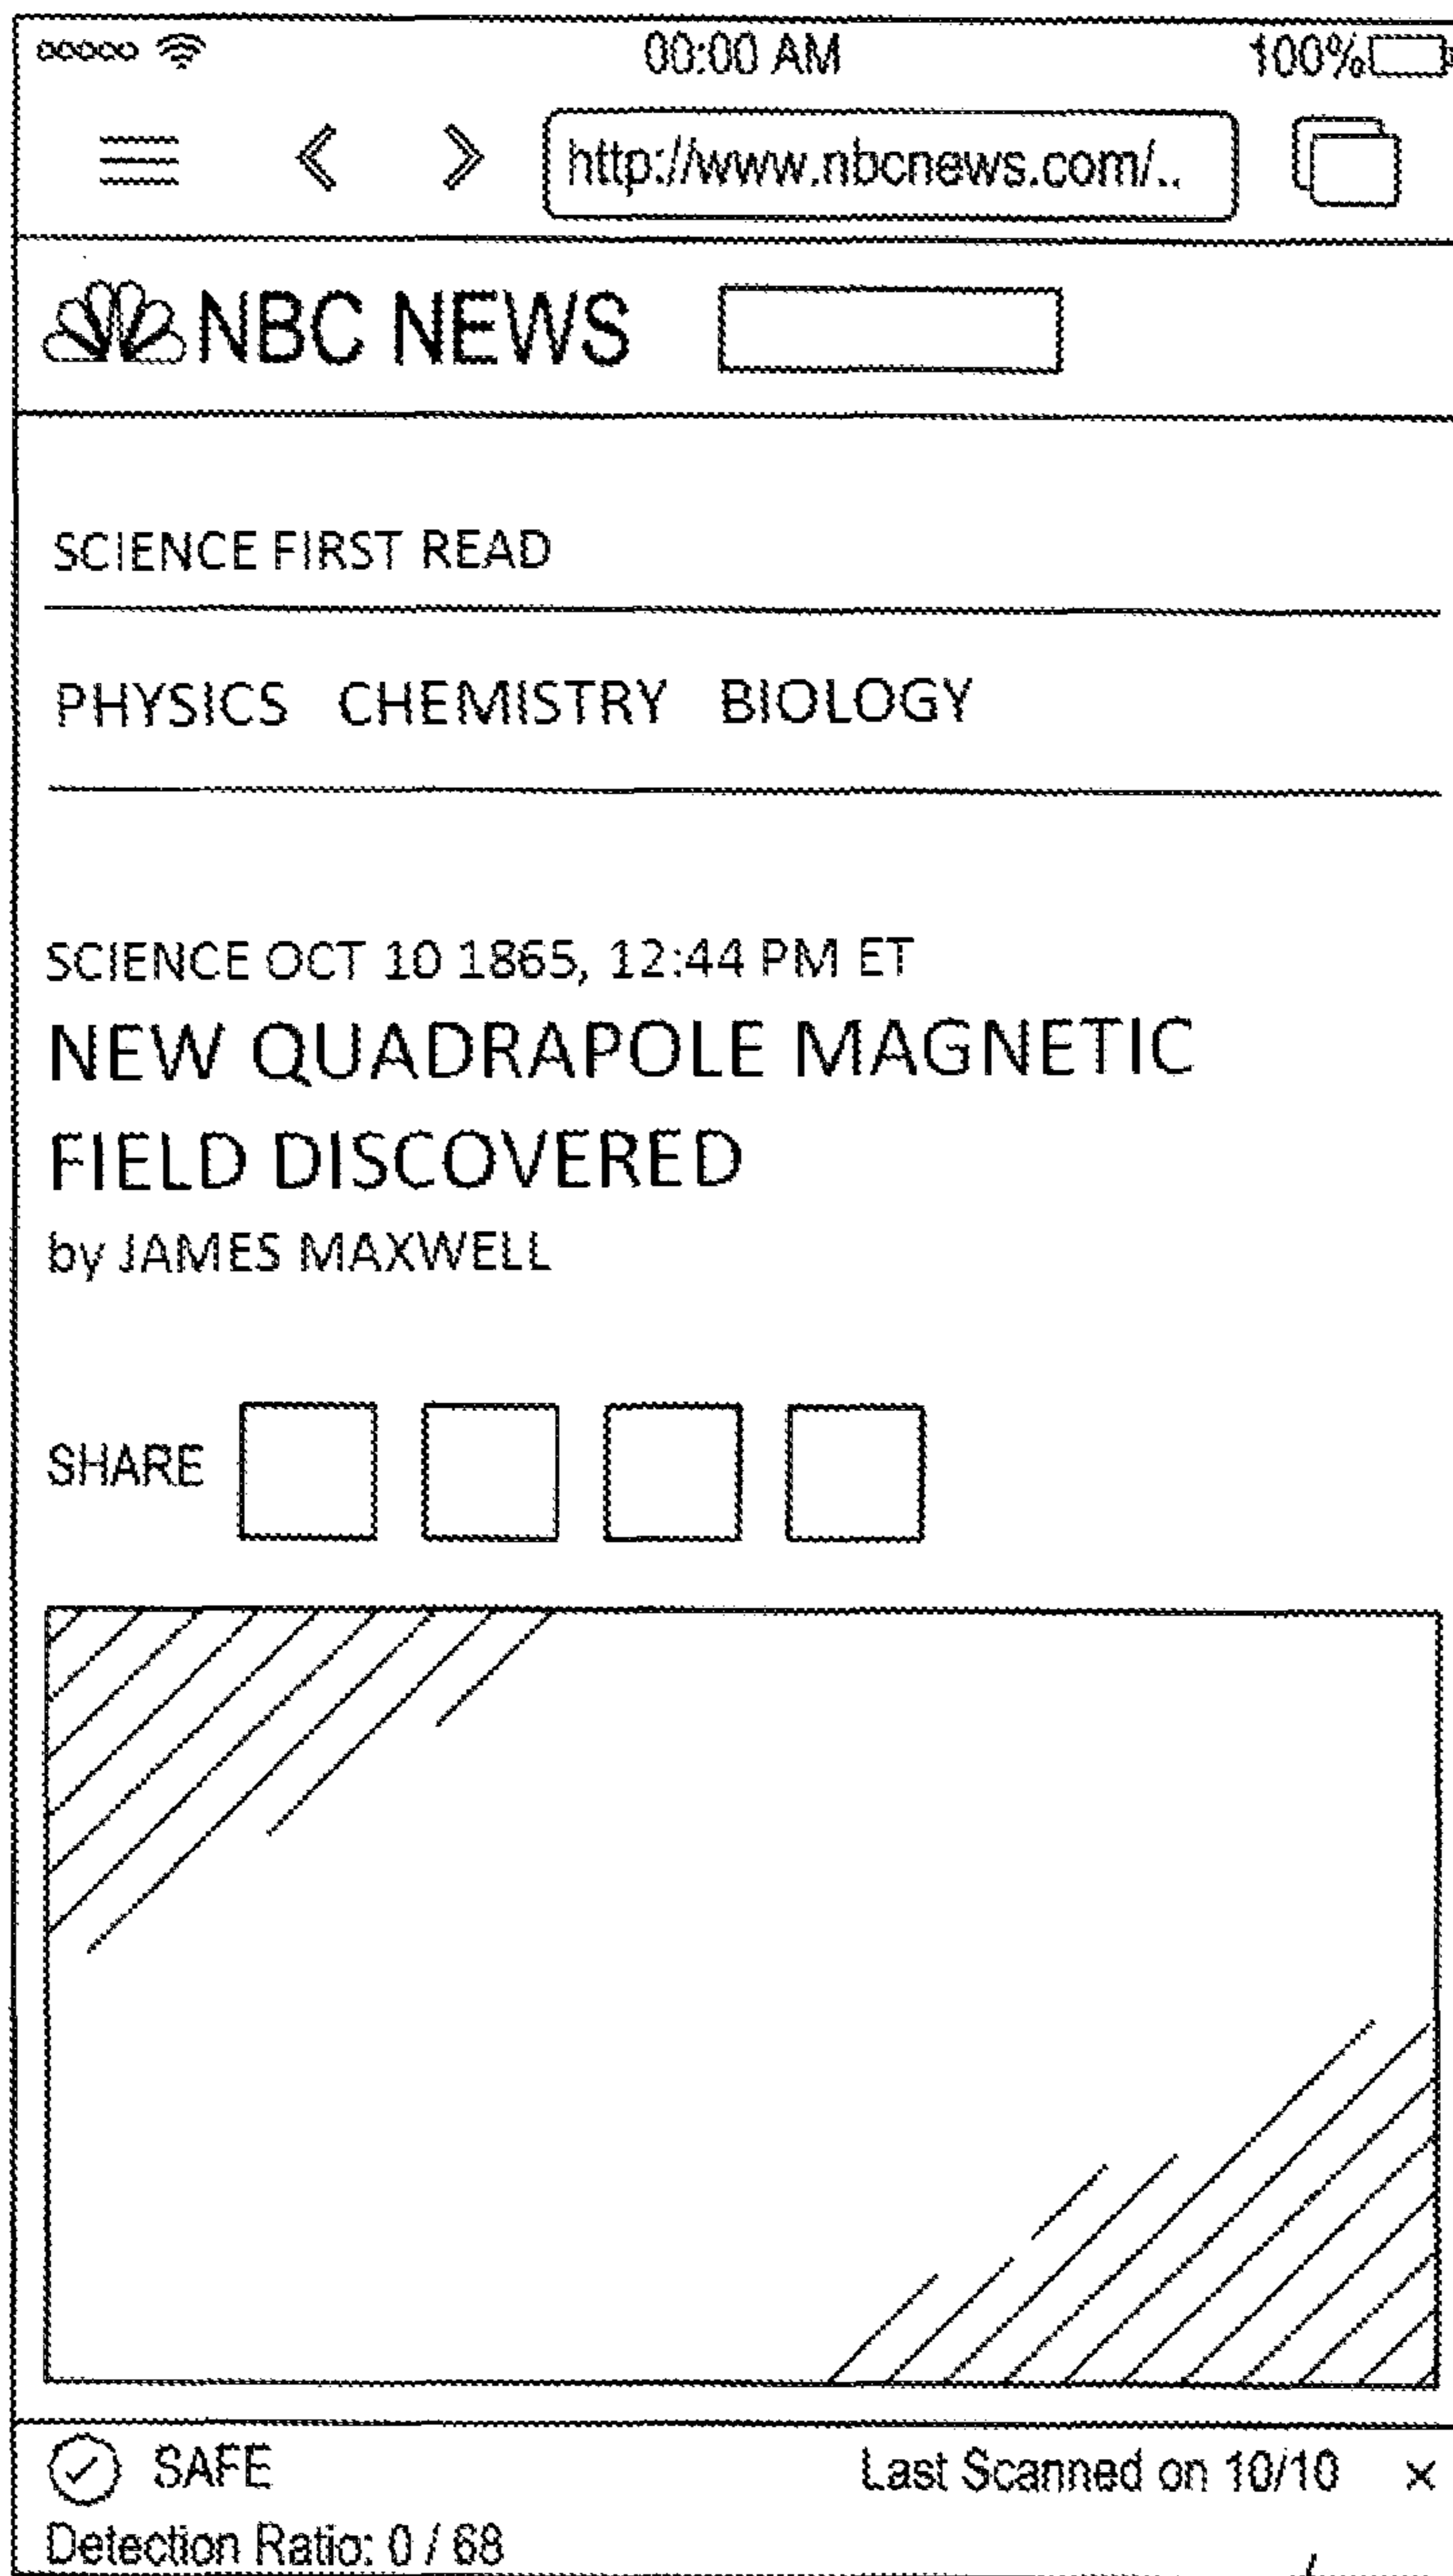 00:00 AM 100%
http://www.nbcnews.com/..
NBC NEWS
SCIENCE FIRST READ
PHYSICS CHEMISTRY BIOLOGY
SCIENCE OCT 10 1865, 12:44 PM ET
NEW QUADRAPOLE MAGNETIC
FIELD DISCOVERED
by JAMES MAXWELL
SHARE
SAFE Last Scanned on 10/10 ×
Detection Ratio: 0 / 68